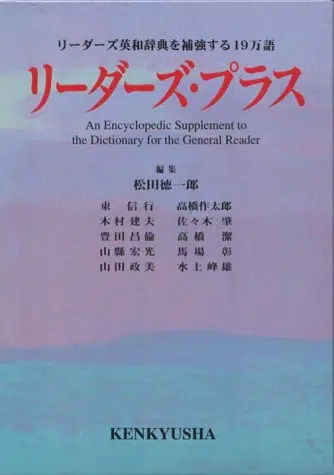 リーダーズ英和辞典を補強する19万語
リーダーズ・プラス
An Encyclopedic Supplement to
the Dictionary for the General Reader
編集
松田徳一郎
東信行 高橋作太郎
木村建夫 佐々木肇
豊田昌倫 高橋潔
山縣宏光 馬場彰
山田政美 水上峰雄
KENKYUSHA